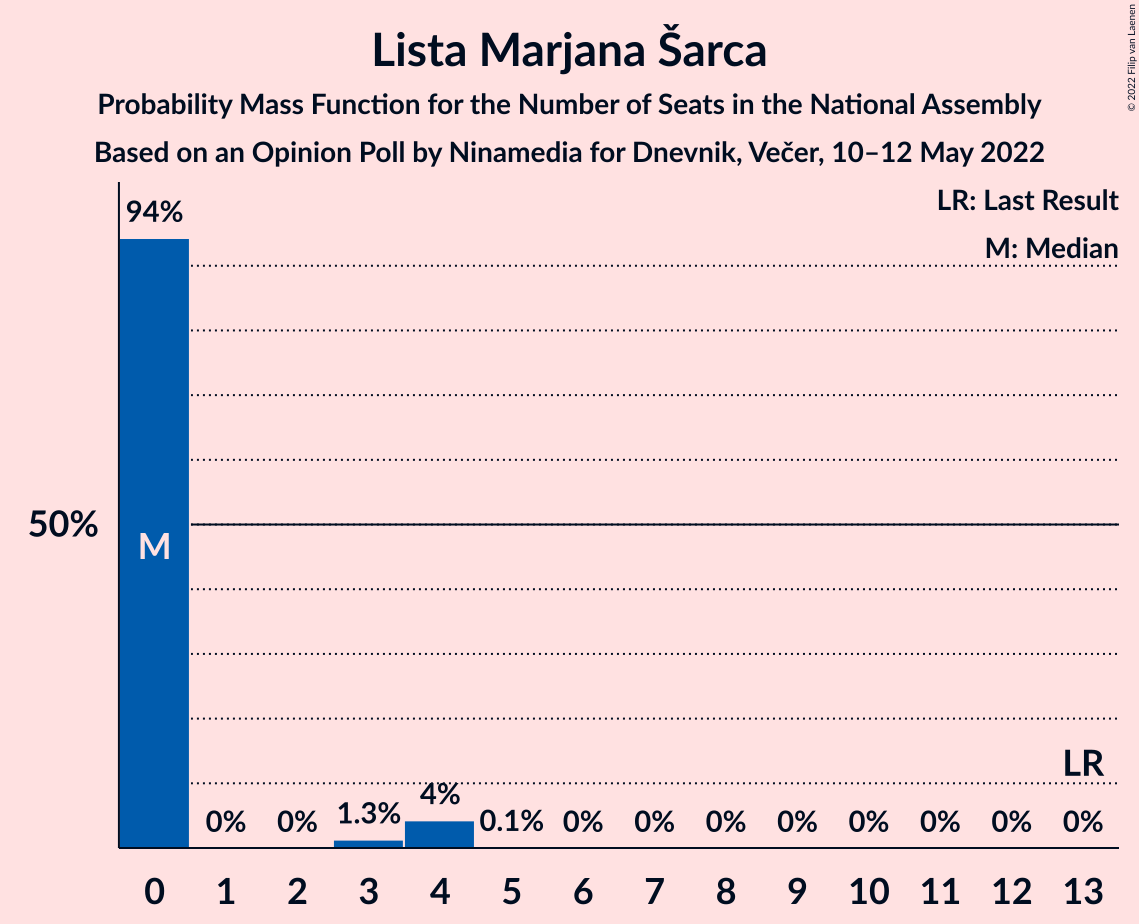 Lista Marjana Šarca
Probability Mass Function for the Number of Seats in the National Assembly
Based on an Opinion Poll by Ninamedia for Dnevnik, Večer, 10–12 May 2022
© 2022 Filip van Laenen
LR: Last Result
M: Median
94%
50%
M
LR
0% 0% 1.3% 4% 0.1% 0% 0% 0% 0% 0% 0% 0% 0%
0 1 2 3 4 5 6 7 8 9 10 11 12 13